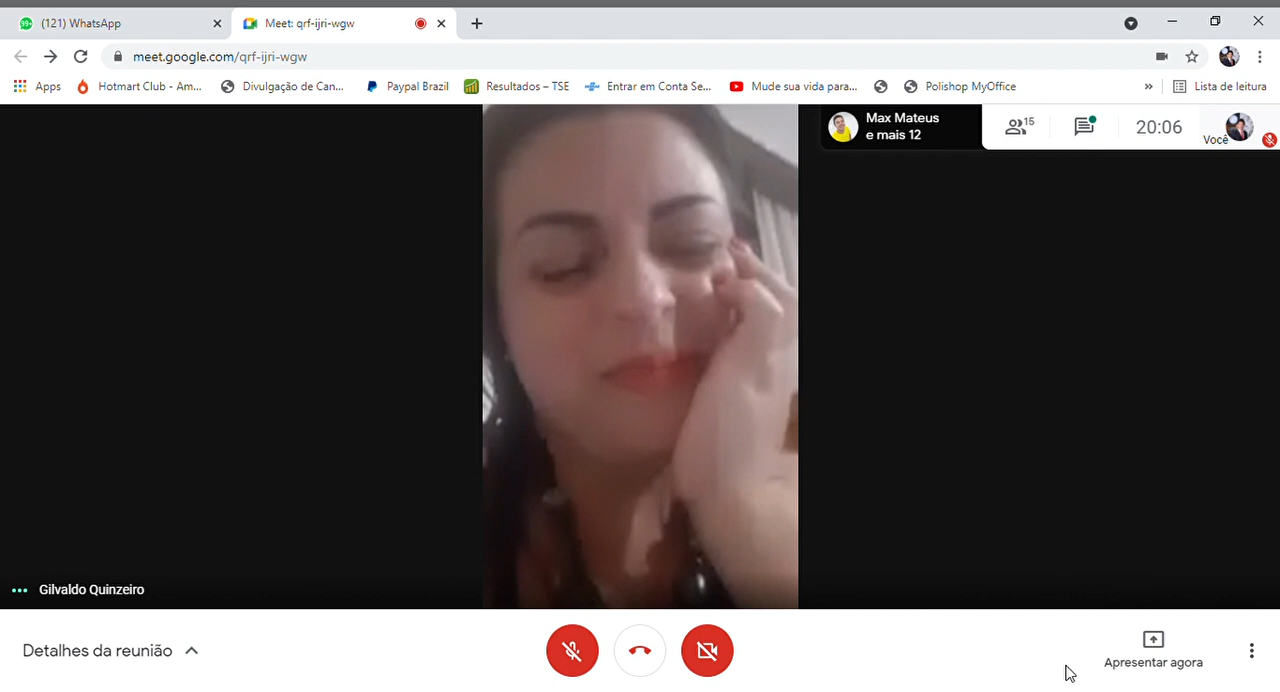 99+ (121) WhatsApp
Meet: qrf-ijri-wgw
meet.google.com/qrf-ijri-wgw
Apps
Hotmart Club - Am...
Divulgação de Can...
Paypal Brazil
Resultados – TSE
Entrar em Conta Se...
Mude sua vida para...
Polishop MyOffice
»
Lista de leitura
Max Mateus
e mais 12
15
20:06
Você
Gilvaldo Quinzeiro
Detalhes da reunião
Apresentar agora